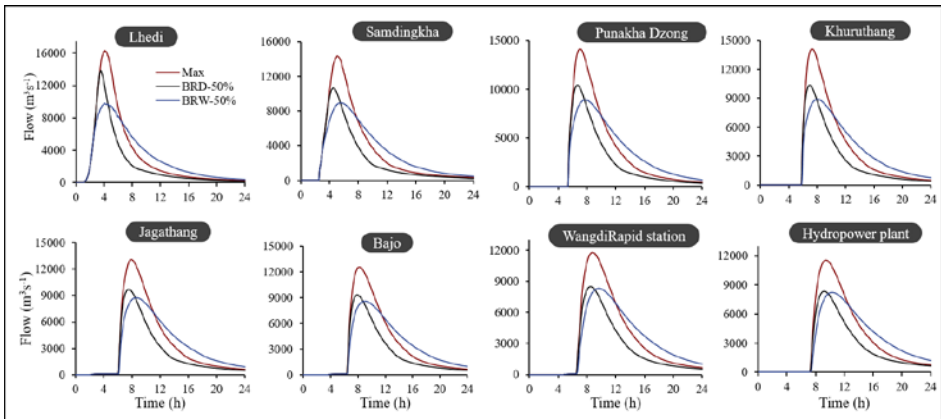 Lhedi
16000
12000
8000
4000
0
Flow (m³s⁻¹)
0 4 8 12 16 20 24
Max
BRD-50%
BRW-50%
Samdingkha
16000
12000
8000
4000
0
0 4 8 12 16 20 24
Punakha Dzong
15000
10000
5000
0
0 4 8 12 16 20 24
Khuruthang
15000
12000
9000
6000
3000
0
0 4 8 12 16 20 24
Jagathang
15000
12000
9000
6000
3000
0
Flow (m³s⁻¹)
0 4 8 12 16 20 24
Time (h)
Bajo
15000
12000
9000
6000
3000
0
0 4 8 12 16 20 24
Time (h)
WangdiRapid station
12000
9000
6000
3000
0
0 4 8 12 16 20 24
Time (h)
Hydropower plant
12000
8000
4000
0
0 4 8 12 16 20 24
Time (h)